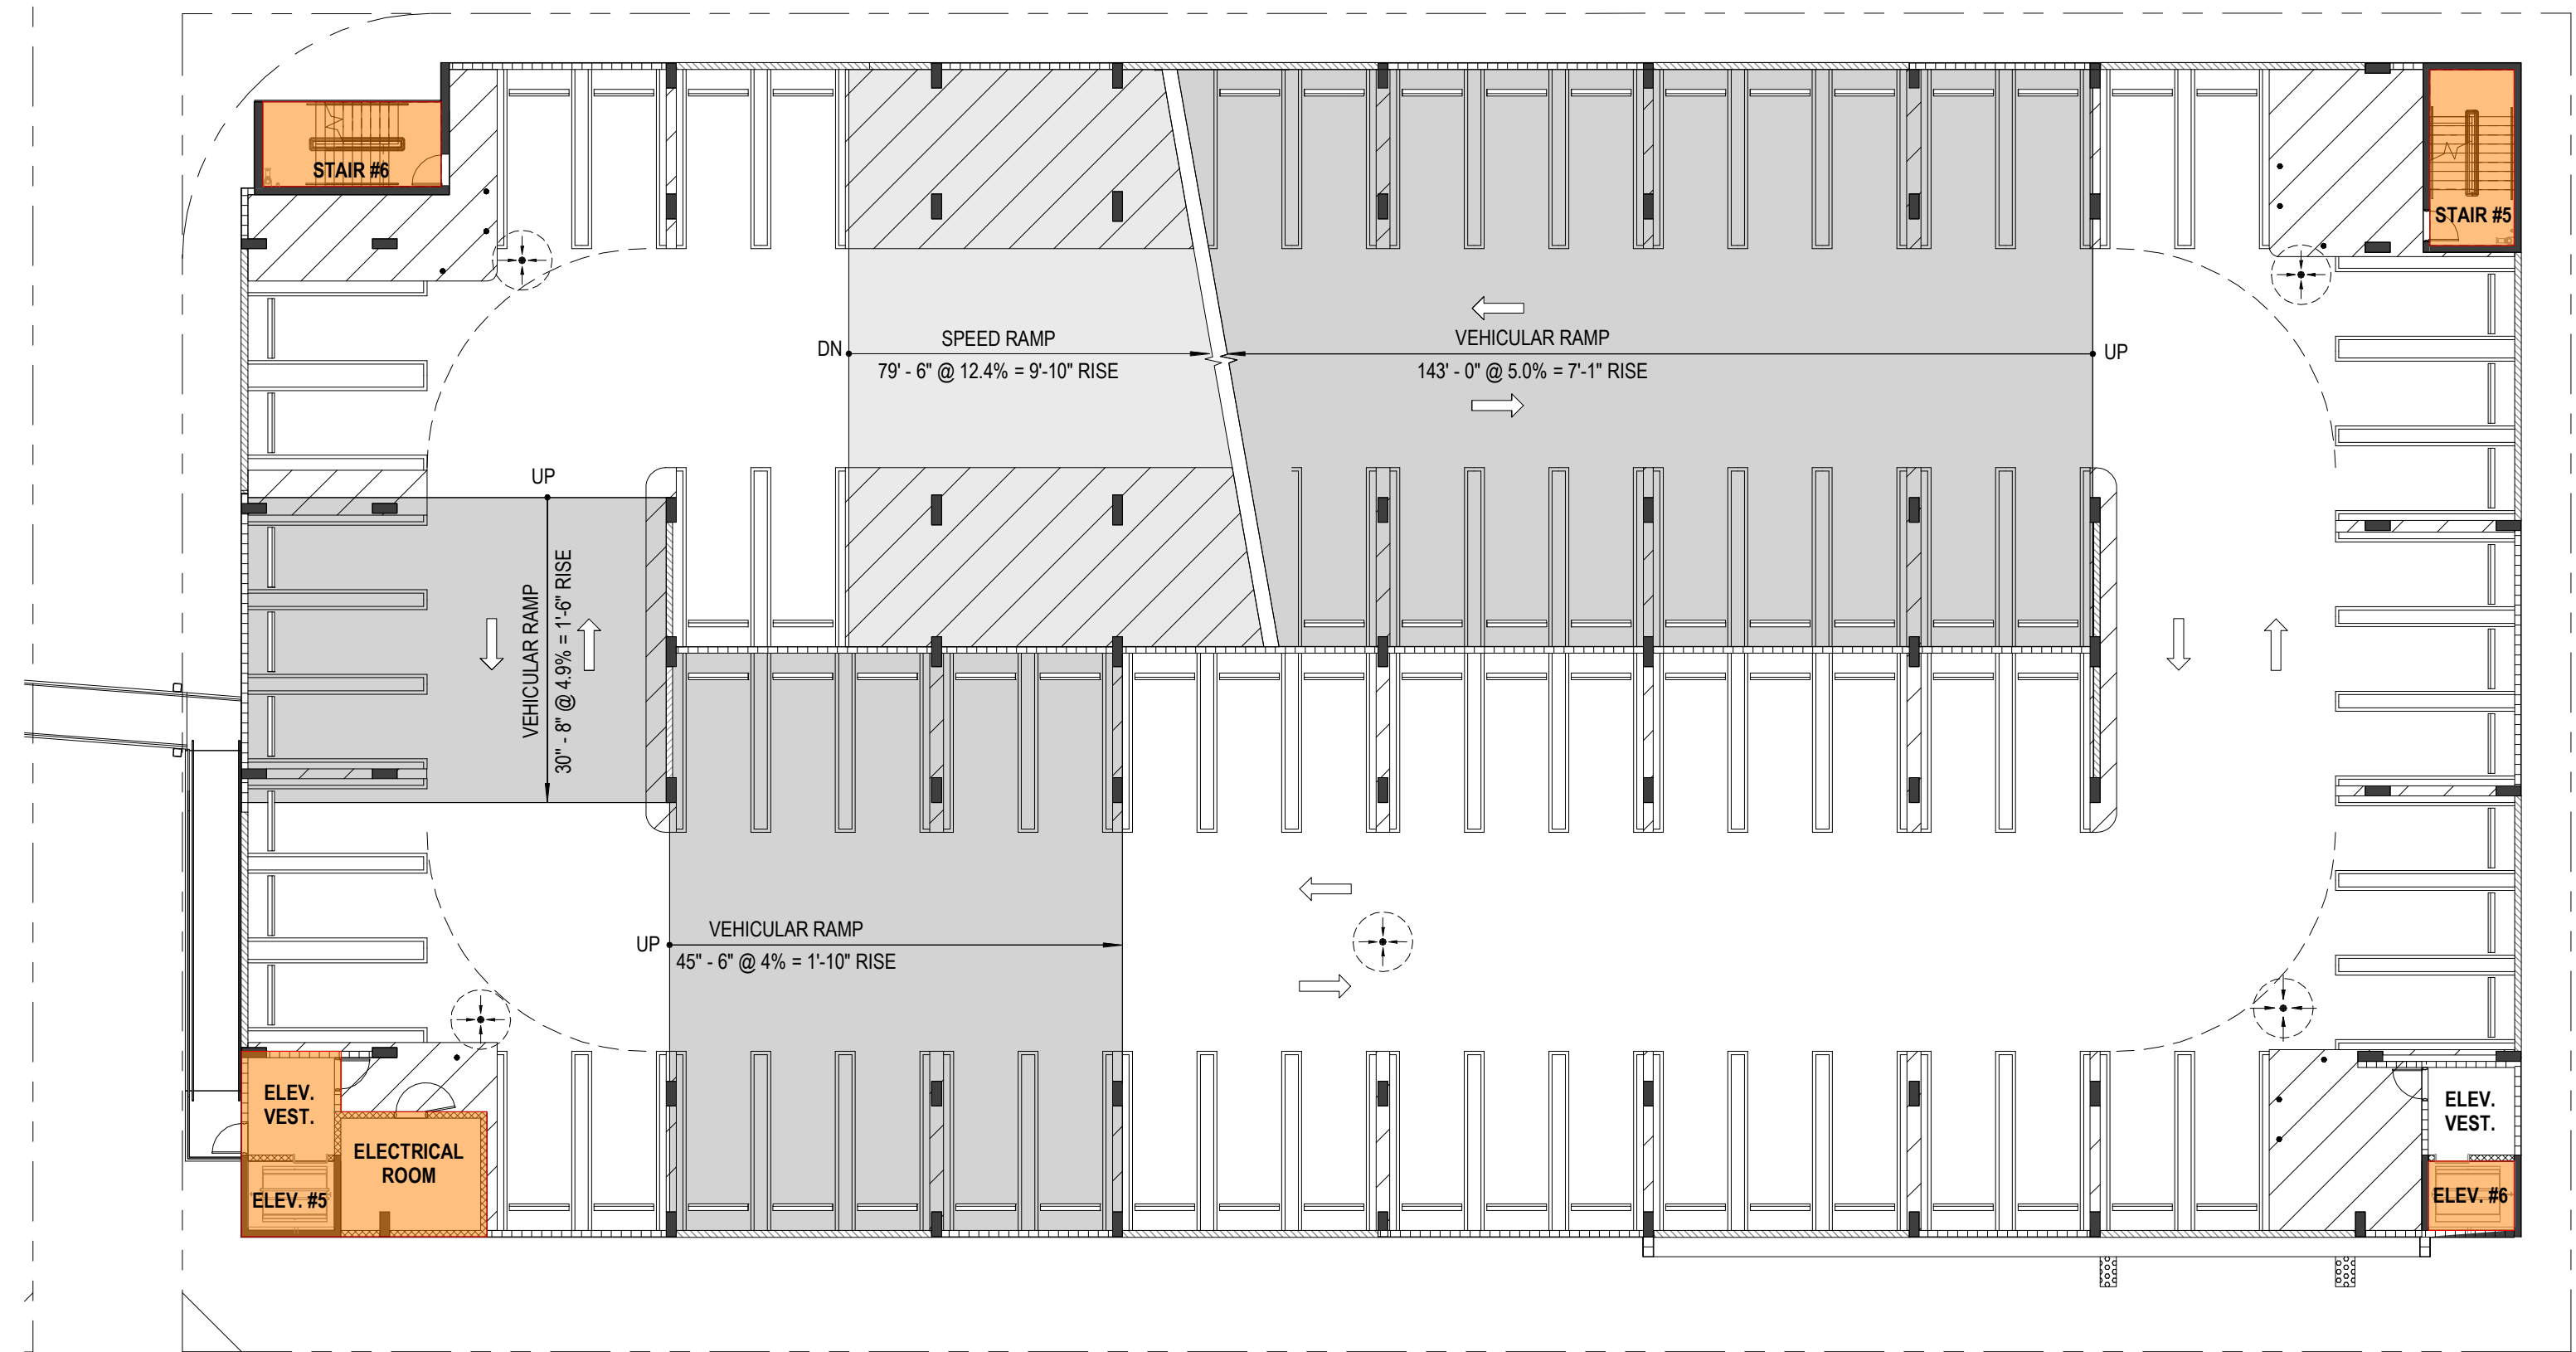 STAIR #6
STAIR #5
SPEED RAMP
DN
79' - 6" @ 12.4% = 9'-10" RISE
VEHICULAR RAMP
UP
143' - 0" @ 5.0% = 7'-1" RISE
UP
VEHICULAR RAMP
30" - 8" @ 4.9% = 1'-6" RISE
VEHICULAR RAMP
UP
45" - 6" @ 4% = 1'-10" RISE
ELEV.
VEST.
ELECTRICAL
ROOM
ELEV. #5
ELEV.
VEST.
ELEV. #6